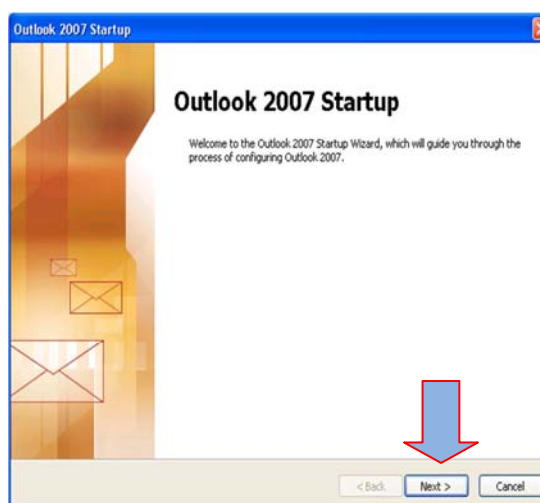 Outlook 2007 Startup
Outlook 2007 Startup
Welcome to the Outlook 2007 Startup Wizard, which will guide you through the
process of configuring Outlook 2007.
< Back Next > Cancel